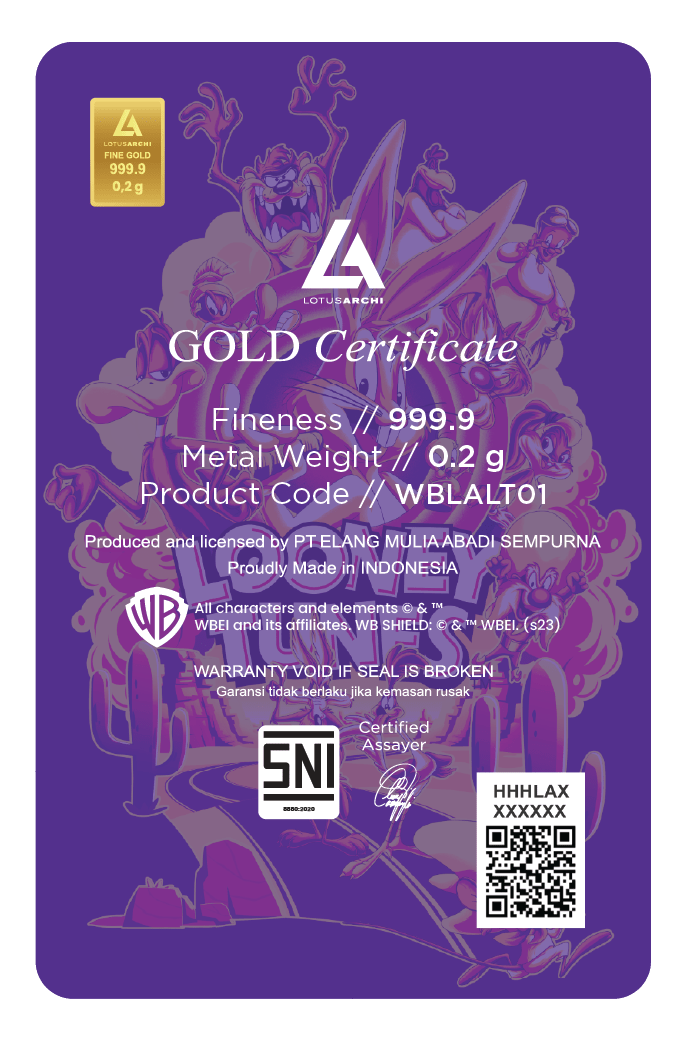 LOTUSARCHI
FINE GOLD
999.9
0,2 g
LOTUSARCHI
GOLD Certificate
Fineness // 999.9
Metal Weight // 0.2 g
Product Code // WBLALT01
Produced and licensed by PT ELANG MULIA ABADI SEMPURNA
Proudly Made in INDONESIA
LOONEY
TUNES
WB
All characters and elements © & ™
WBEI and its affiliates. WB SHIELD: © & ™ WBEI. (s23)
WARRANTY VOID IF SEAL IS BROKEN
Garansi tidak berlaku jika kemasan rusak
SNI
8880:2020
Certified
Assayer
HHHLAX
XXXXXX